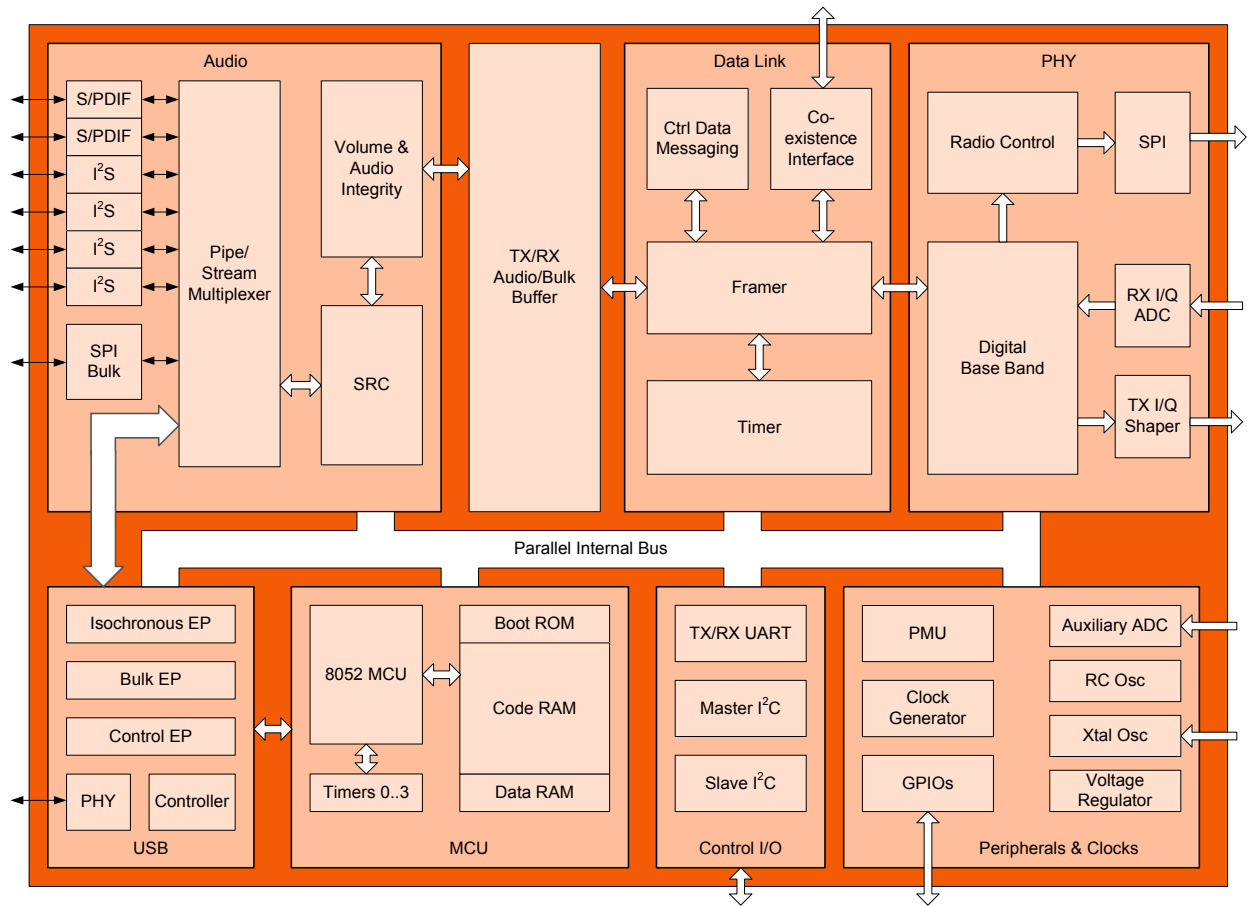 Audio
S/PDIF
S/PDIF
I²S
I²S
I²S
I²S
SPI
Bulk
Pipe/
Stream
Multiplexer
Volume &
Audio
Integrity
SRC
TX/RX
Audio/Bulk
Buffer
Data Link
Ctrl Data
Messaging
Co-
existence
Interface
Framer
Timer
PHY
Radio Control
SPI
Digital
Base Band
RX I/Q
ADC
TX I/Q
Shaper
Parallel Internal Bus
Isochronous EP
Bulk EP
Control EP
PHY
Controller
USB
8052 MCU
Timers 0..3
Boot ROM
Code RAM
Data RAM
MCU
TX/RX UART
Master I²C
Slave I²C
Control I/O
PMU
Clock
Generator
GPIOs
Auxiliary ADC
RC Osc
Xtal Osc
Voltage
Regulator
Peripherals & Clocks